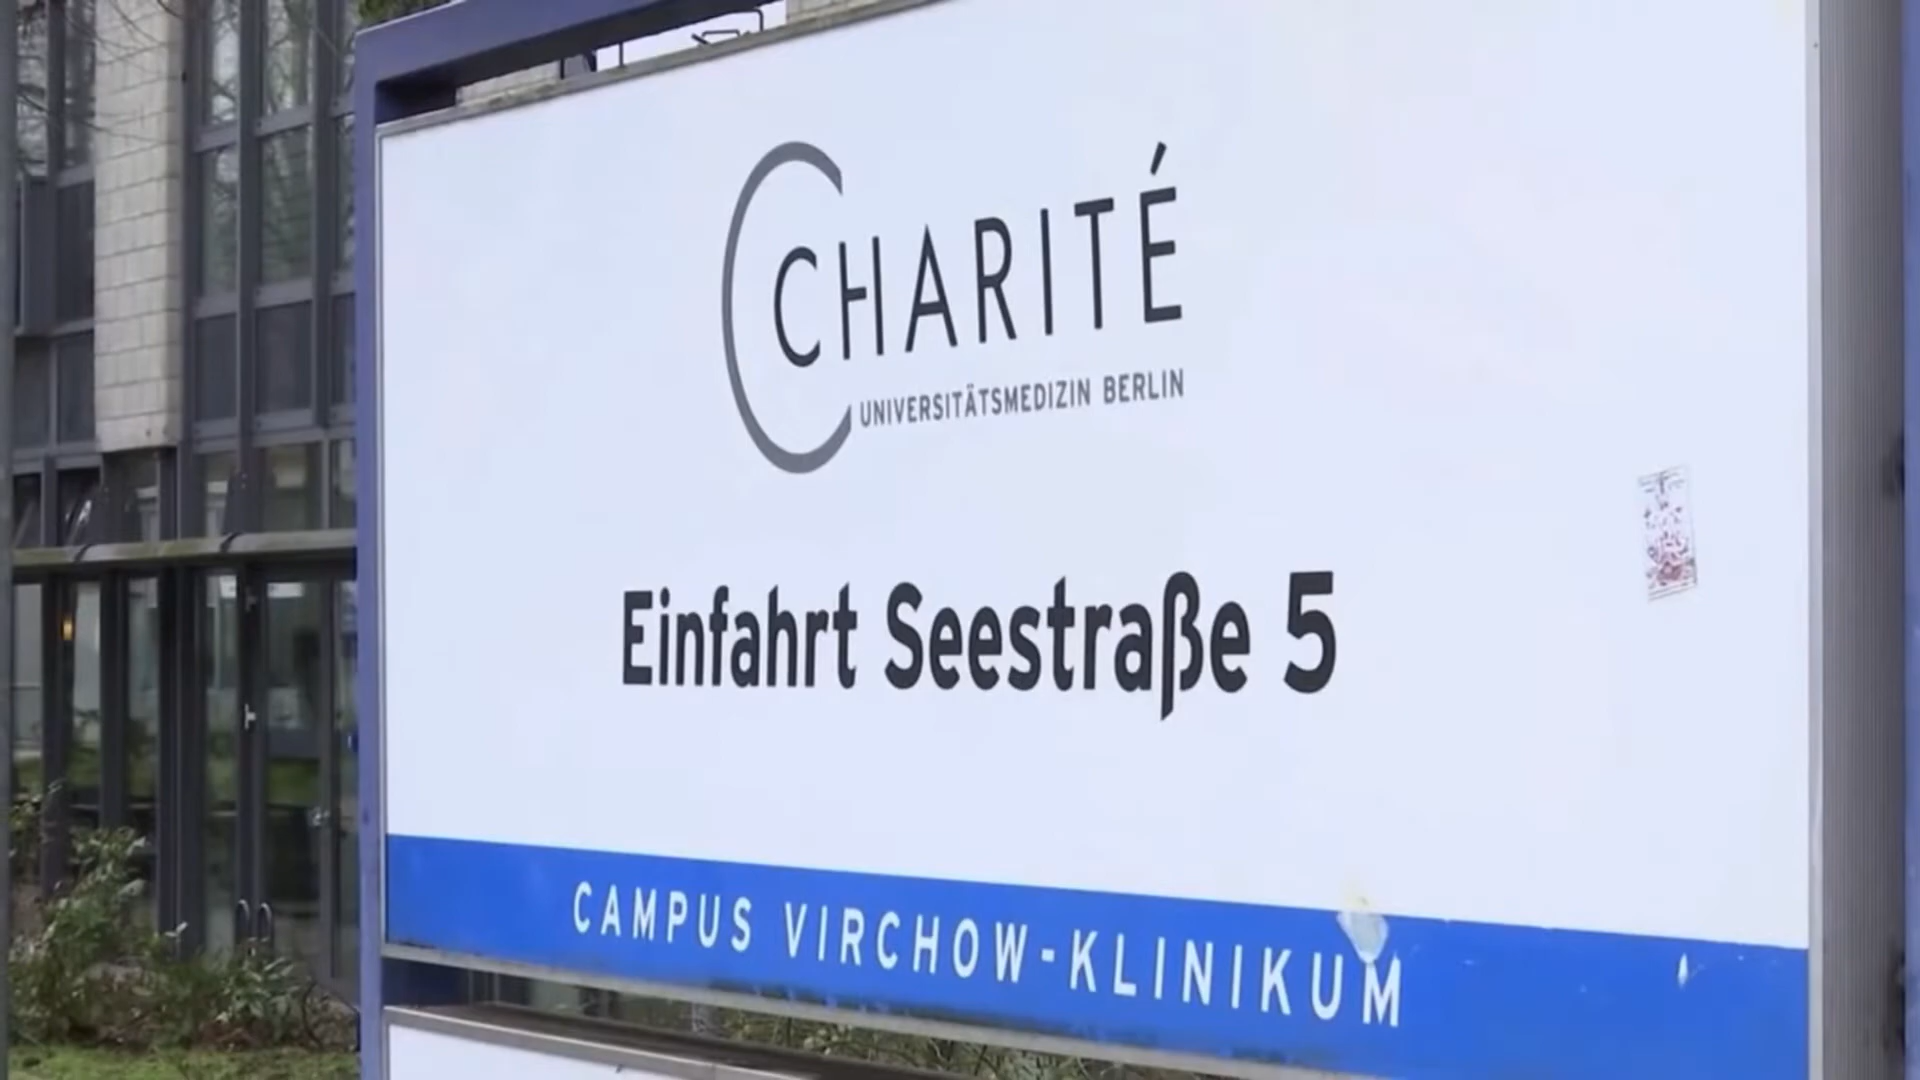 CHARITÉ
UNIVERSITÄTSMEDIZIN BERLIN
Einfahrt Seestraße 5
CAMPUS VIRCHOW-KLINIKUM